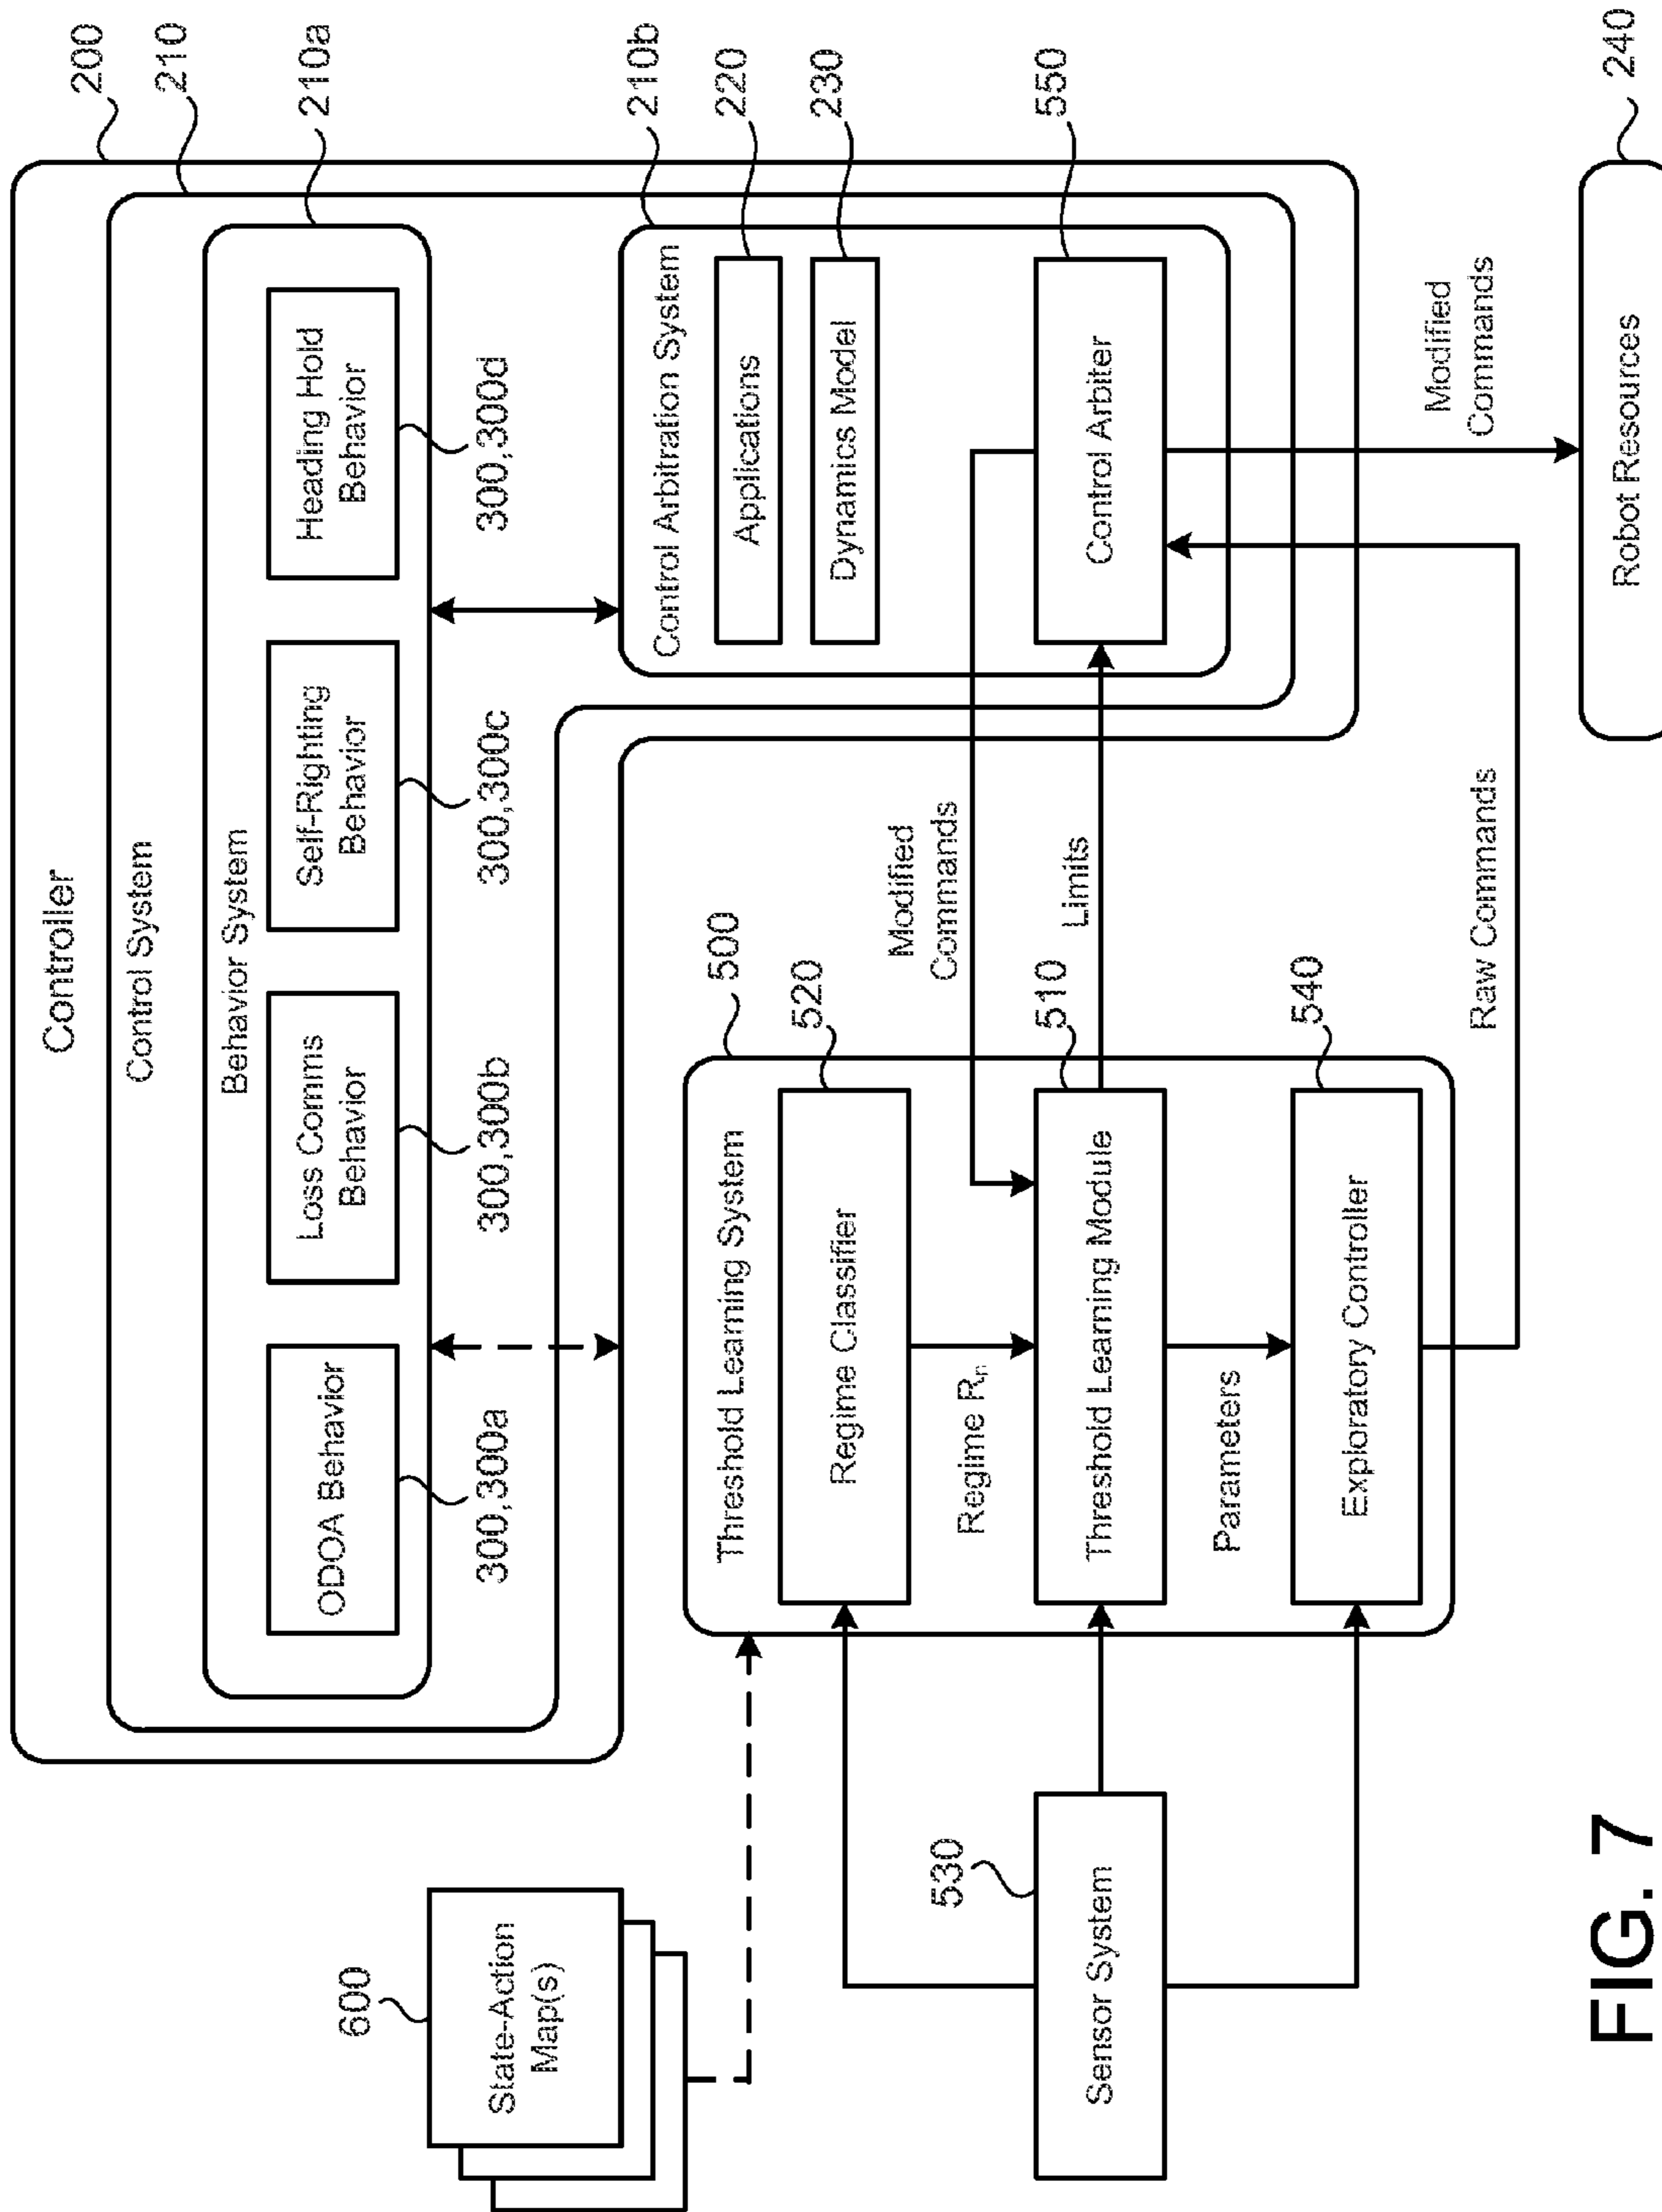 Controller
200
Control System
210
Behavior System
210a
ODOA Behavior
Loss Comms
Behavior
Self-Righting
Behavior
Heading Hold
Behavior
300,300a
300,300b
300,300c
300,300d
210b
Control Arbitration System
Applications
220
Dynamics Model
230
Control Arbiter
550
600
State-Action
Map(s)
500
Threshold Learning System
Regime Classifier
520
Regime Rn
Threshold Learning Module
510
Parameters
Exploratory Controller
540
530
Sensor System
Modified
Commands
Limits
Raw Commands
Modified
Commands
Robot Resources
240
FIG. 7